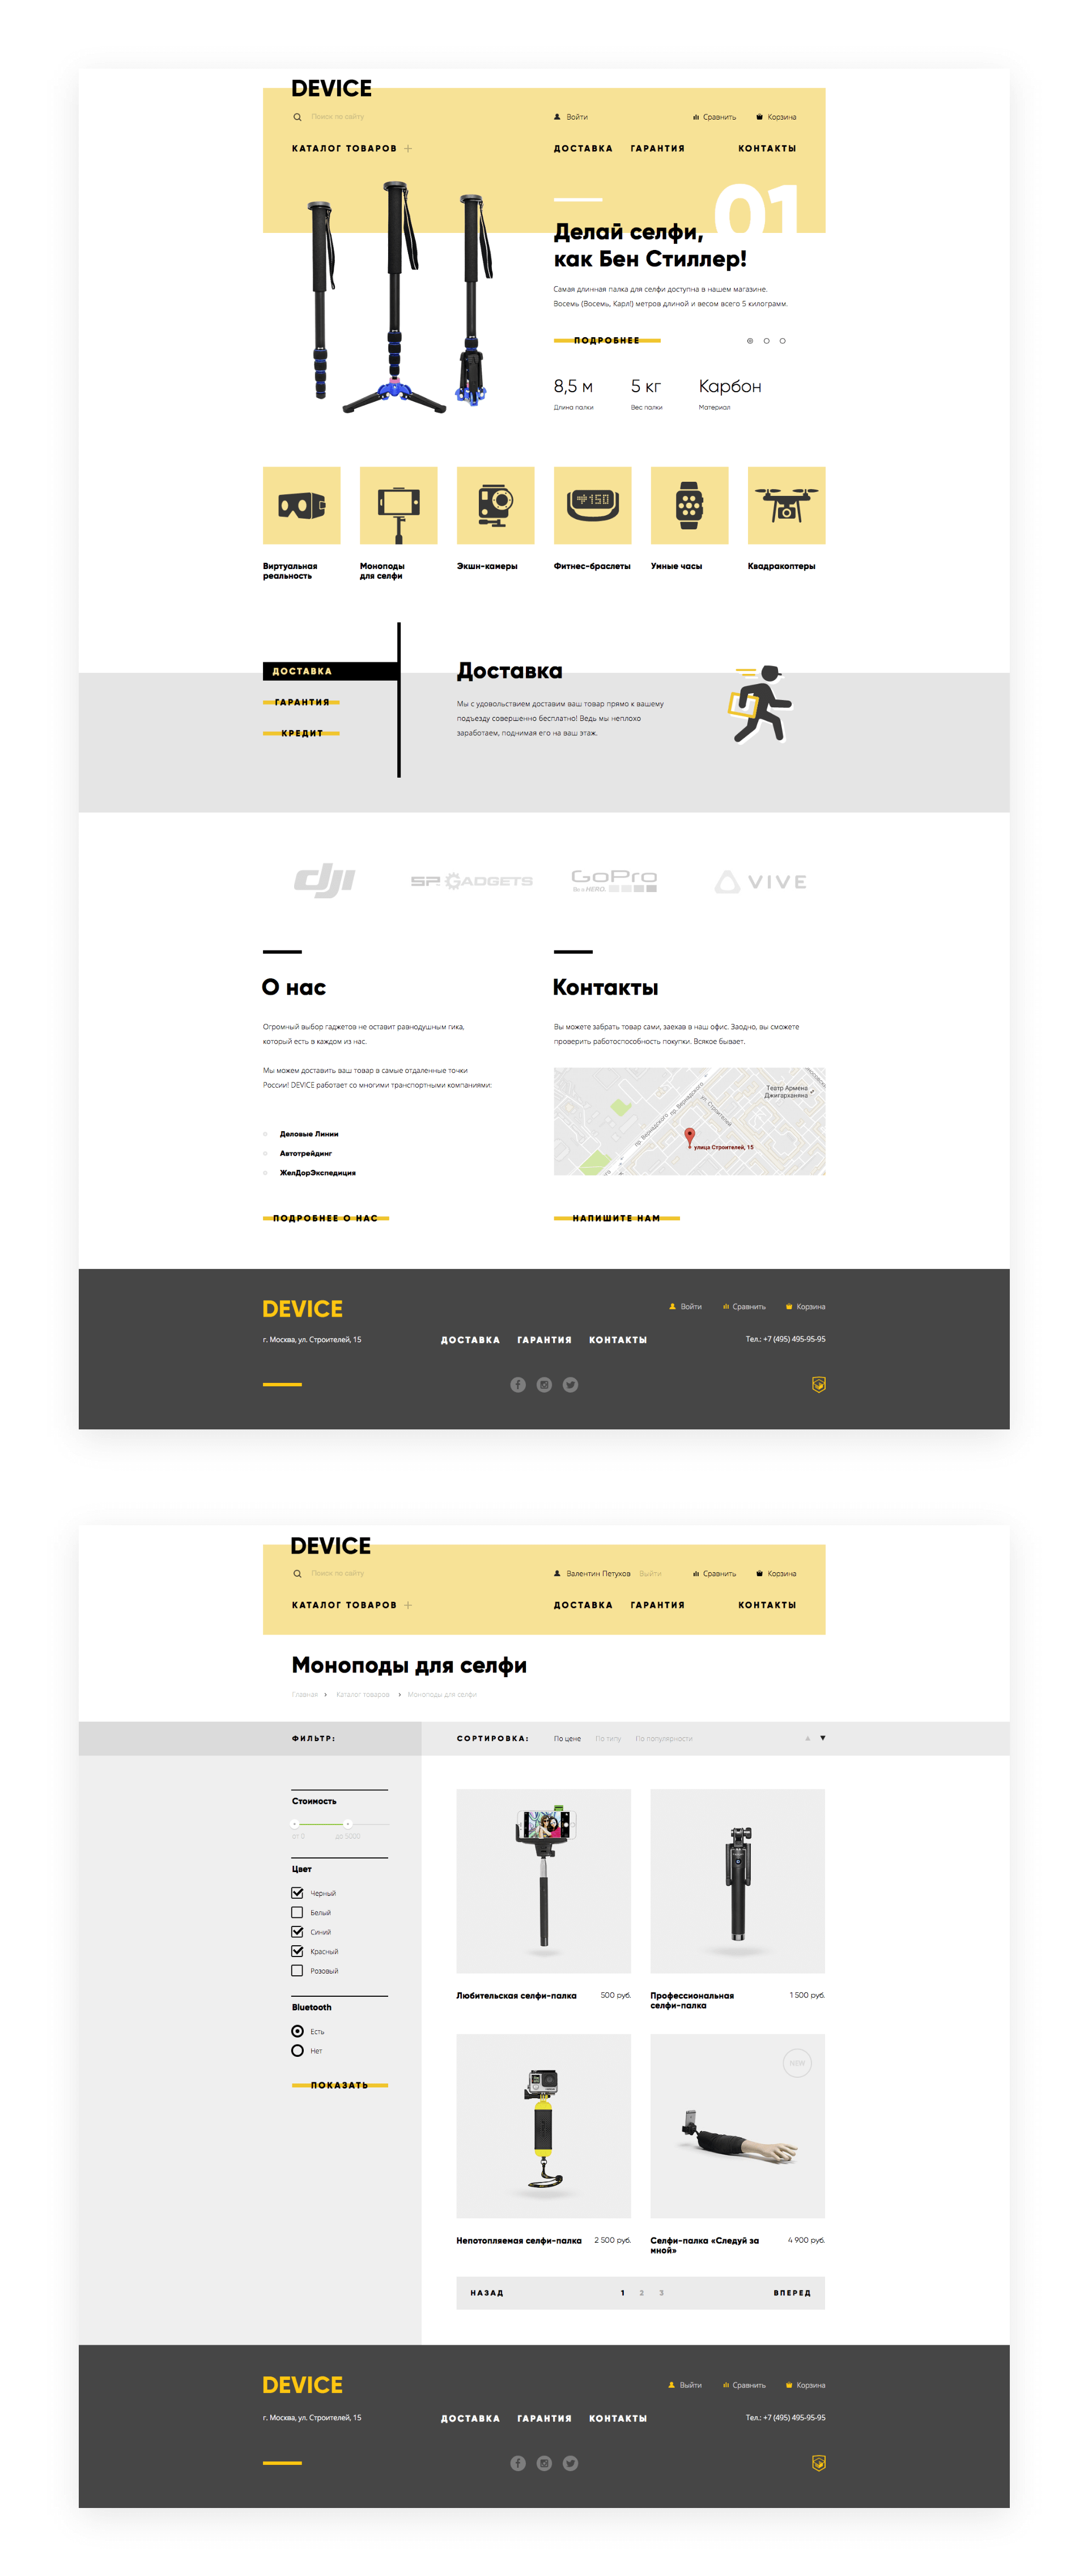 DEVICE
Поиск по сайту
Войти
Сравнить
Корзина
КАТАЛОГ ТОВАРОВ
ДОСТАВКА
ГАРАНТИЯ
КОНТАКТЫ
01
Делай селфи,
как Бен Стиллер!
Самая длинная палка для селфи доступна в нашем магазине.
Восемь (Восемь, Карл!) метров длиной и весом всего 5 килограмм.
ПОДРОБНЕЕ
8,5 м
5 кг
Карбон
Длина палки
Вес палки
Материал
150
Виртуальная
реальность
Моноподы
для селфи
Экшн-камеры
Фитнес-браслеты
Умные часы
Квадракоптеры
ДОСТАВКА
ГАРАНТИЯ
КРЕДИТ
Доставка
Мы с удовольствием доставим ваш товар прямо к вашему
подъезду совершенно бесплатно! Ведь мы неплохо
заработаем, поднимая его на ваш этаж.
dji
SP. GADGETS
GoPro
Be a HERO.
VIVE
О нас
Огромный выбор гаджетов не оставит равнодушным гика,
который есть в каждом из нас.
Мы можем доставить ваш товар в самые отдаленные точки
России! DEVICE работает со многими транспортными компаниями:
Деловые Линии
Автотрейдинг
ЖелДорЭкспедиция
ПОДРОБНЕЕ О НАС
Контакты
Вы можете забрать товар сами, заехав в наш офис. Заодно, вы сможете
проверить работоспособность покупки. Всякое бывает.
Театр Армена
Джигарханяна
пр. Вернадского
пр. Вернадского
ул. Строителей
улица Строителей, 15
НАПИШИТЕ НАМ
DEVICE
Войти
Сравнить
Корзина
г. Москва, ул. Строителей, 15
ДОСТАВКА
ГАРАНТИЯ
КОНТАКТЫ
Тел.: +7 (495) 495-95-95
DEVICE
Поиск по сайту
Валентин Петухов
Выйти
Сравнить
Корзина
КАТАЛОГ ТОВАРОВ
ДОСТАВКА
ГАРАНТИЯ
КОНТАКТЫ
Моноподы для селфи
Главная
Каталог товаров
Моноподы для селфи
ФИЛЬТР:
СОРТИРОВКА:
По цене
По типу
По популярности
Стоимость
от 0
до 5000
Цвет
Черный
Белый
Синий
Красный
Розовый
Bluetooth
Есть
Нет
ПОКАЗАТЬ
Любительская селфи-палка
500 руб.
Профессиональная
селфи-палка
1 500 руб.
NEW
Непотопляемая селфи-палка
2 500 руб.
Селфи-палка «Следуй за
мной»
4 900 руб.
НАЗАД
1
2
3
ВПЕРЕД
DEVICE
Выйти
Сравнить
Корзина
г. Москва, ул. Строителей, 15
ДОСТАВКА
ГАРАНТИЯ
КОНТАКТЫ
Тел.: +7 (495) 495-95-95